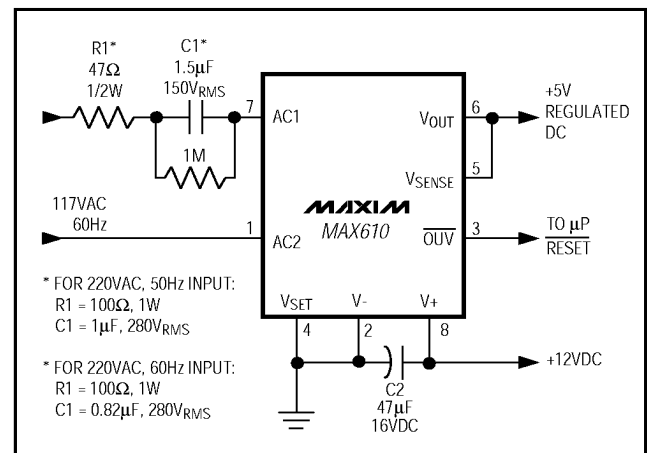 R1*
47Ω
1/2W
C1*
1.5µF
150VRMS
7
AC1
1M
117VAC
60Hz
1
AC2
MAXIM
MAX610
VOUT
6
+5V
REGULATED
DC
VSENSE
5
OUV
3
TO µP
RESET
VSET
V-
V+
4
2
8
+12VDC
C2
47µF
16VDC
* FOR 220VAC, 50Hz INPUT:
R1 = 100Ω, 1W
C1 = 1µF, 280VRMS
* FOR 220VAC, 60Hz INPUT:
R1 = 100Ω, 1W
C1 = 0.82µF, 280VRMS